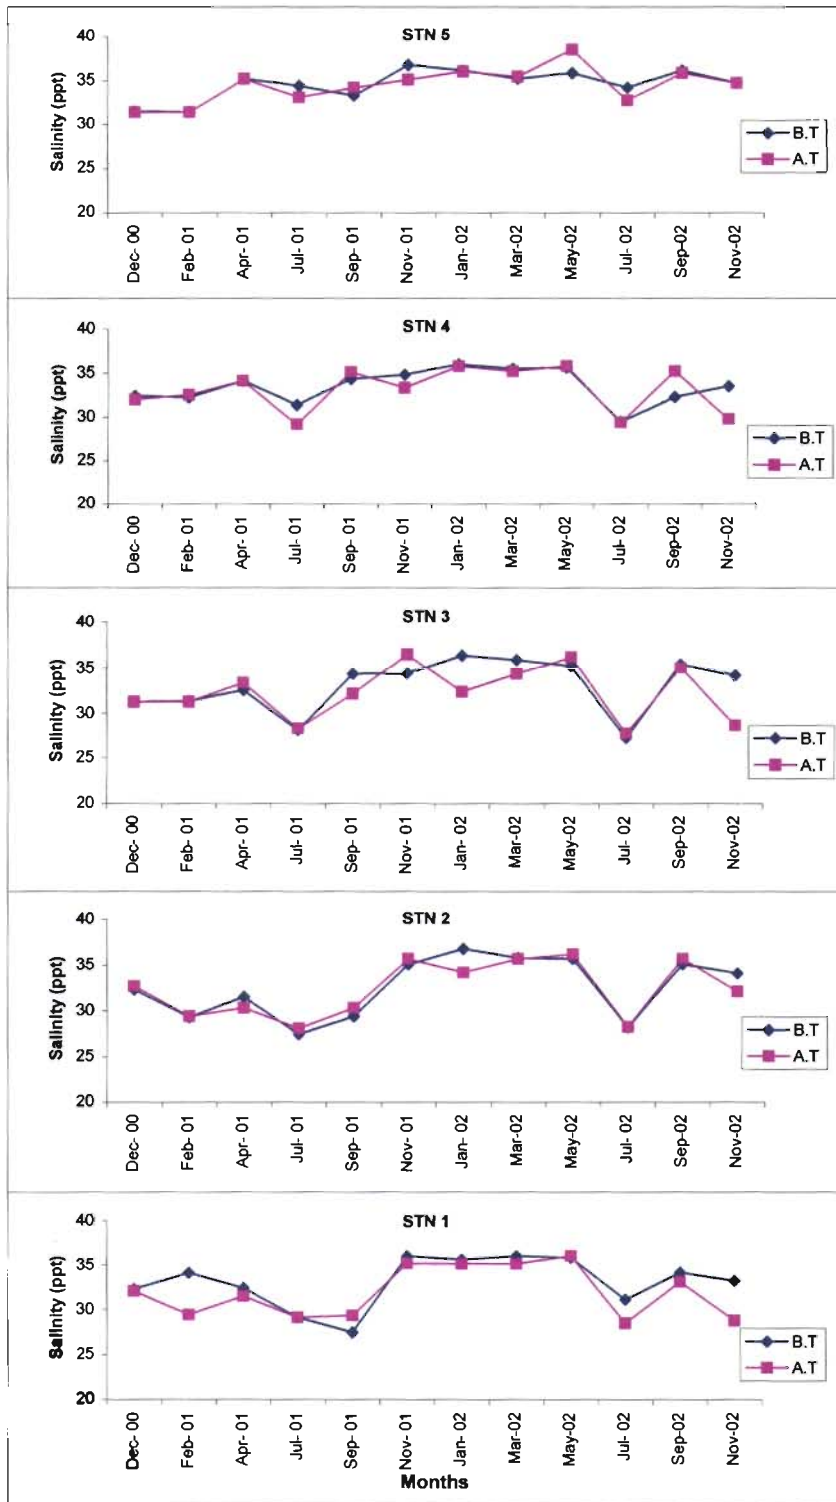 STN 5
Salinity (ppt)
40
35
30
25
20
Dec- 00
Feb- 01
Apr- 01
Jul- 01
Sep- 01
Nov- 01
Jan- 02
Mar-02
May-02
Jul- 02
Sep-02
Nov-02
B.T
A.T
STN 4
Salinity (ppt)
40
35
30
25
20
Dec- 00
Feb- 01
Apr- 01
Jul- 01
Sep- 01
Nov- 01
Jan- 02
Mar-02
May-02
Jul- 02
Sep-02
Nov-02
B.T
A.T
STN 3
Salinity (ppt)
40
35
30
25
20
Dec- 00
Feb- 01
Apr- 01
Jul- 01
Sep- 01
Nov- 01
Jan- 02
Mar-02
May-02
Jul- 02
Sep-02
Nov-02
B.T
A.T
STN 2
Salinity (ppt)
40
35
30
25
20
Dec- 00
Feb- 01
Apr- 01
Jul- 01
Sep- 01
Nov- 01
Jan- 02
Mar-02
May-02
Jul- 02
Sep-02
Nov-02
B.T
A.T
STN 1
Salinity (ppt)
40
35
30
25
20
Dec- 00
Feb- 01
Apr- 01
Jul- 01
Sep- 01
Nov- 01
Jan- 02
Mar-02
May-02
Jul- 02
Sep-02
Nov-02
B.T
A.T
Months